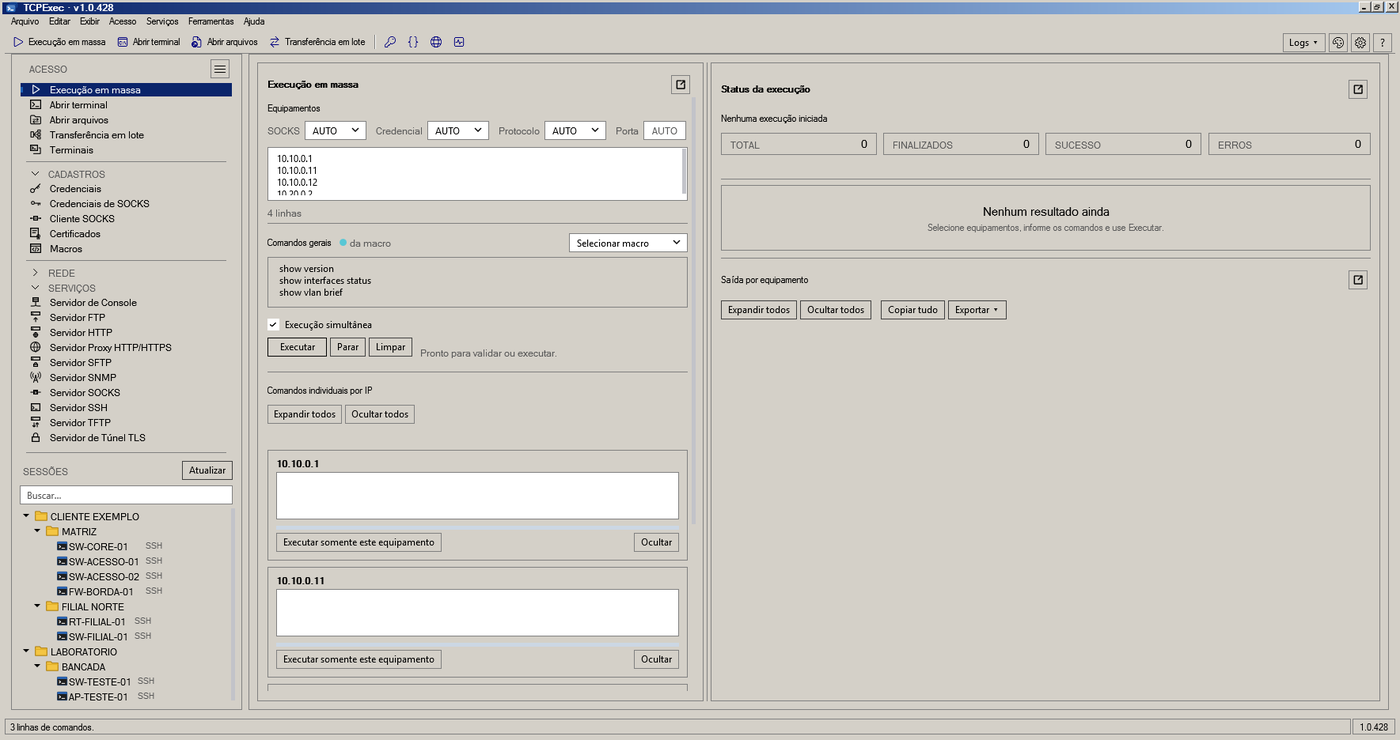 TCPExec - v1.0.428
Arquivo Editar Exibir Acesso Serviços Ferramentas Ajuda
Execução em massa Abrir terminal Abrir arquivos Transferência em lote {} Logs ?
ACESSO
Execução em massa
Abrir terminal
Abrir arquivos
Transferência em lote
Terminais
CADASTROS
Credenciais
Credenciais de SOCKS
Cliente SOCKS
Certificados
Macros
REDE
SERVIÇOS
Servidor de Console
Servidor FTP
Servidor HTTP
Servidor Proxy HTTP/HTTPS
Servidor SFTP
Servidor SNMP
Servidor SOCKS
Servidor SSH
Servidor TFTP
Servidor de Túnel TLS
SESSÕES Atualizar
Buscar...
CLIENTE EXEMPLO
MATRIZ
SW-CORE-01 SSH
SW-ACESSO-01 SSH
SW-ACESSO-02 SSH
FW-BORDA-01 SSH
FILIAL NORTE
RT-FILIAL-01 SSH
SW-FILIAL-01 SSH
LABORATORIO
BANCADA
SW-TESTE-01 SSH
AP-TESTE-01 SSH
Execução em massa
Equipamentos
SOCKS AUTO Credencial AUTO Protocolo AUTO Porta AUTO
10.10.0.1
10.10.0.11
10.10.0.12
10.20.0.2
4 linhas
Comandos gerais da macro Selecionar macro
show version
show interfaces status
show vlan brief
Execução simultânea
Executar Parar Limpar Pronto para validar ou executar.
Comandos individuais por IP
Expandir todos Ocultar todos
10.10.0.1
Executar somente este equipamento Ocultar
10.10.0.11
Executar somente este equipamento Ocultar
Status da execução
Nenhuma execução iniciada
TOTAL 0 FINALIZADOS 0 SUCESSO 0 ERROS 0
Nenhum resultado ainda
Selecione equipamentos, informe os comandos e use Executar.
Saída por equipamento
Expandir todos Ocultar todos Copiar tudo Exportar
3 linhas de comandos. 1.0.428